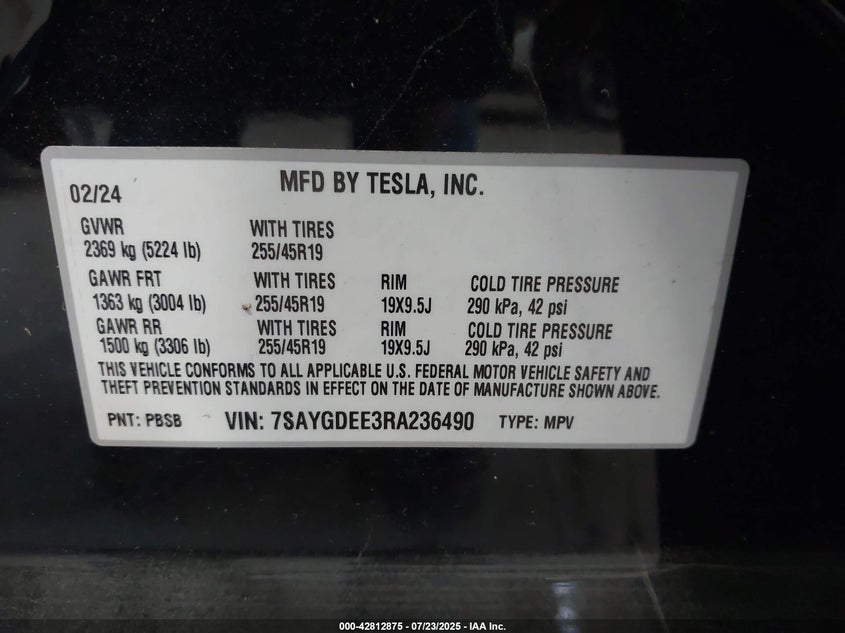 02/24 MFD BY TESLA, INC.
GVWR WITH TIRES
2369 kg (5224 lb) 255/45R19
GAWR FRT WITH TIRES RIM COLD TIRE PRESSURE
1363 kg (3004 lb) 255/45R19 19X9.5J 290 kPa, 42 psi
GAWR RR WITH TIRES RIM COLD TIRE PRESSURE
1500 kg (3306 lb) 255/45R19 19X9.5J 290 kPa, 42 psi
THIS VEHICLE CONFORMS TO ALL APPLICABLE U.S. FEDERAL MOTOR VEHICLE SAFETY AND
THEFT PREVENTION STANDARDS IN EFFECT ON THE DATE OF MANUFACTURE SHOWN ABOVE.
PNT: PBSB VIN: 7SAYGDEE3RA236490 TYPE: MPV
000-42812875 - 07/23/2025 - IAA Inc.